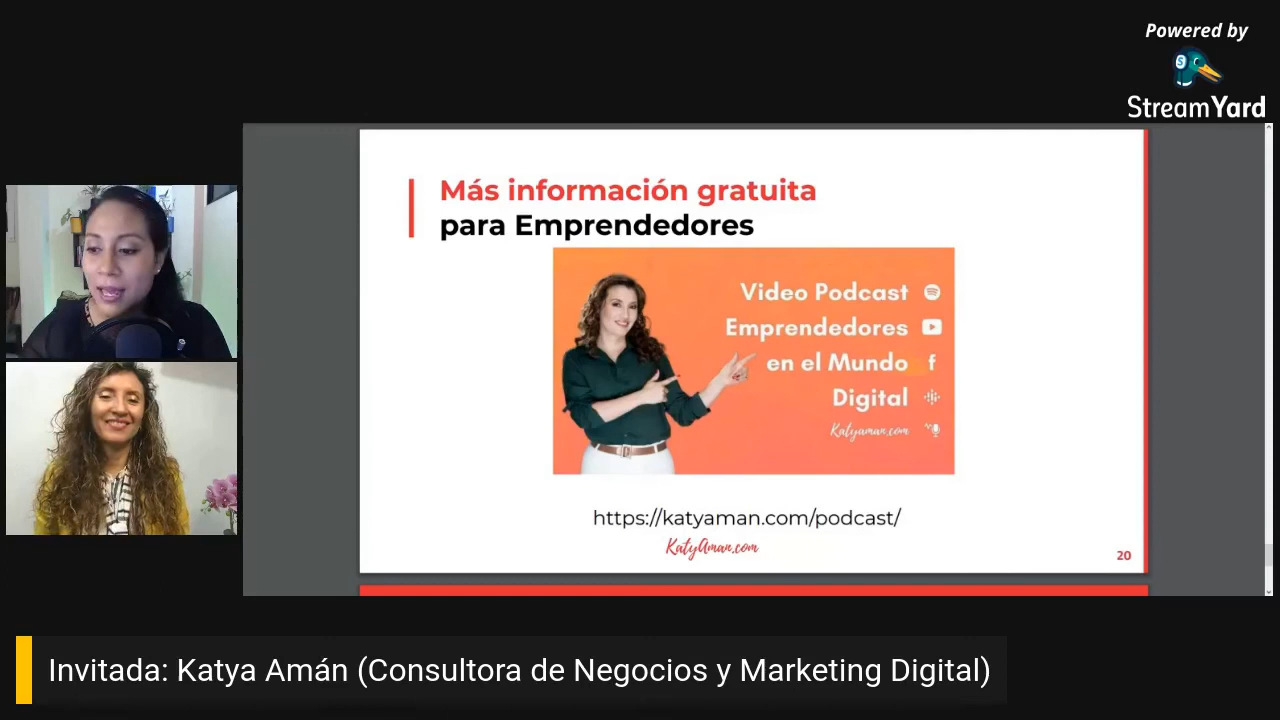 Powered by
StreamYard
Más información gratuita
para Emprendedores
Video Podcast
Emprendedores
en el Mundo
Digital
Katyaman.com
https://katyaman.com/podcast/
KatyAman.com
20
Invitada: Katya Amán (Consultora de Negocios y Marketing Digital)